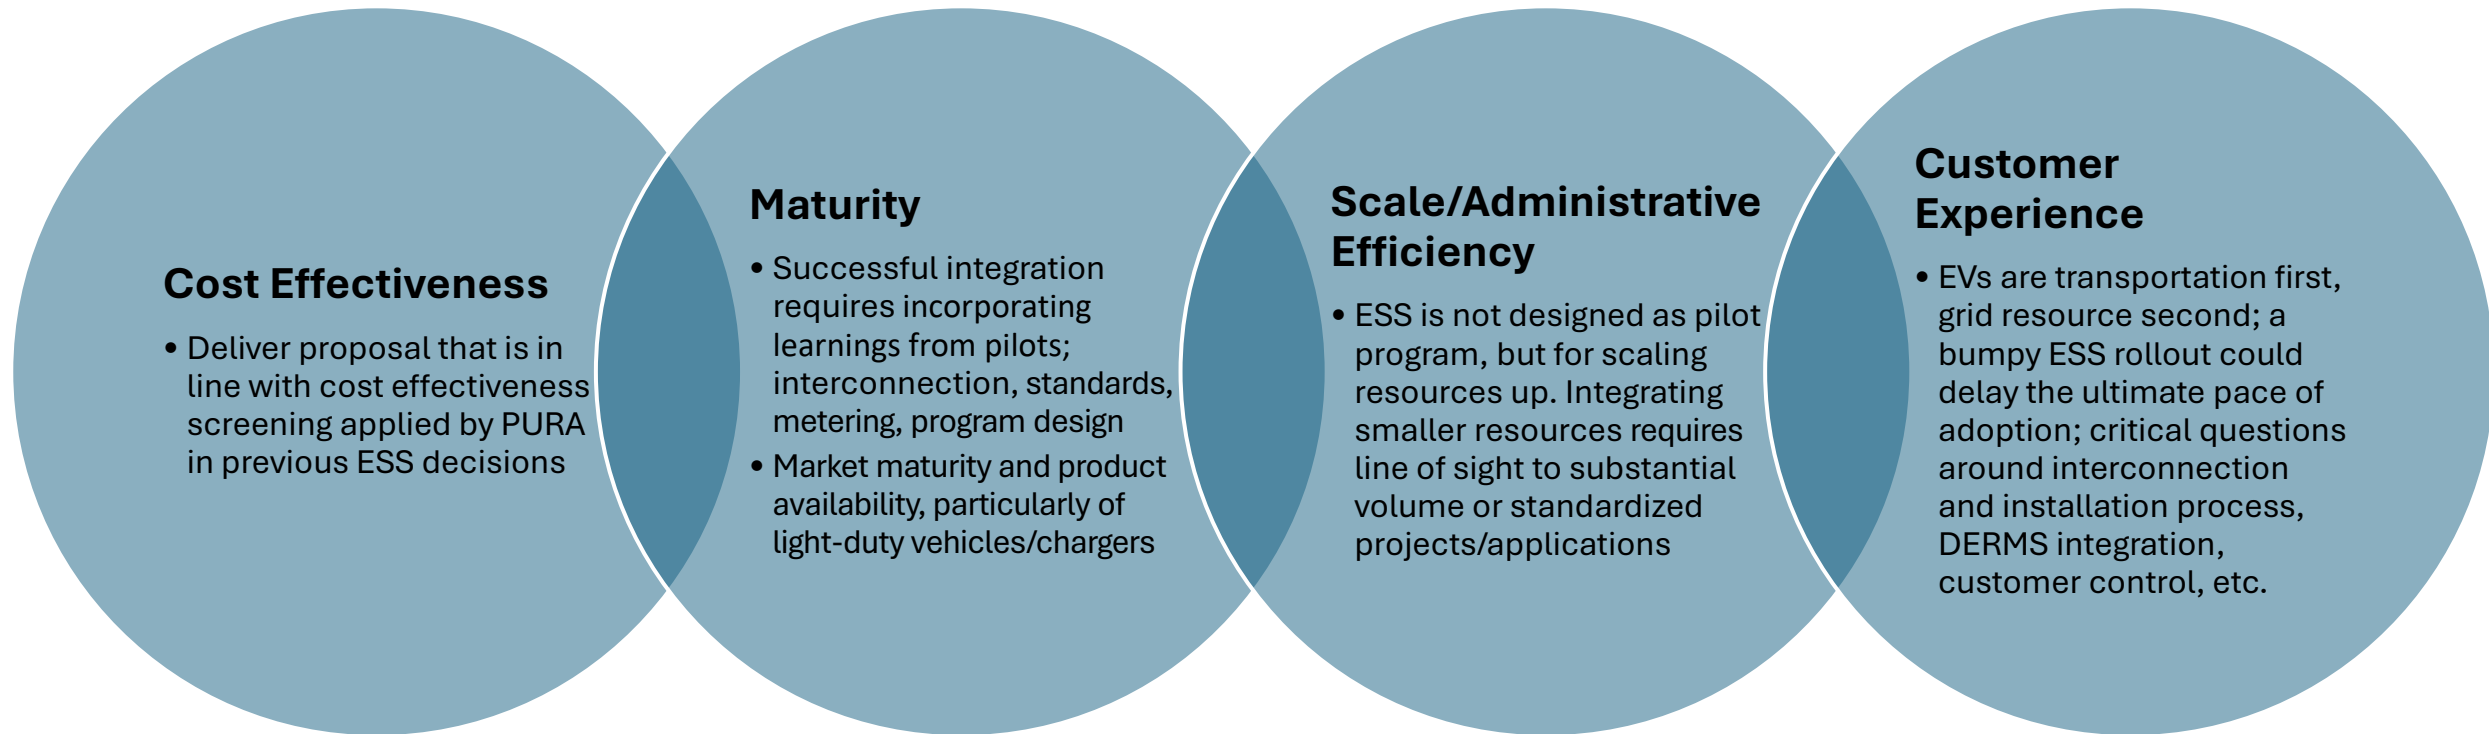 Cost Effectiveness
• Deliver proposal that is in
line with cost effectiveness
screening applied by PURA
in previous ESS decisions
Maturity
• Successful integration
requires incorporating
learnings from pilots;
interconnection, standards,
metering, program design
• Market maturity and product
availability, particularly of
light-duty vehicles/chargers
Scale/Administrative
Efficiency
• ESS is not designed as pilot
program, but for scaling
resources up. Integrating
smaller resources requires
line of sight to substantial
volume or standardized
projects/applications
Customer
Experience
• EVs are transportation first,
grid resource second; a
bumpy ESS rollout could
delay the ultimate pace of
adoption; critical questions
around interconnection
and installation process,
DERMS integration,
customer control, etc.